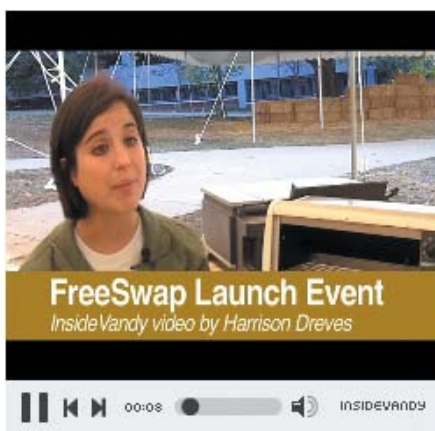 FreeSwap Launch Event
InsideVandy video by Harrison Dreves
00:08
INSIDEVANDY